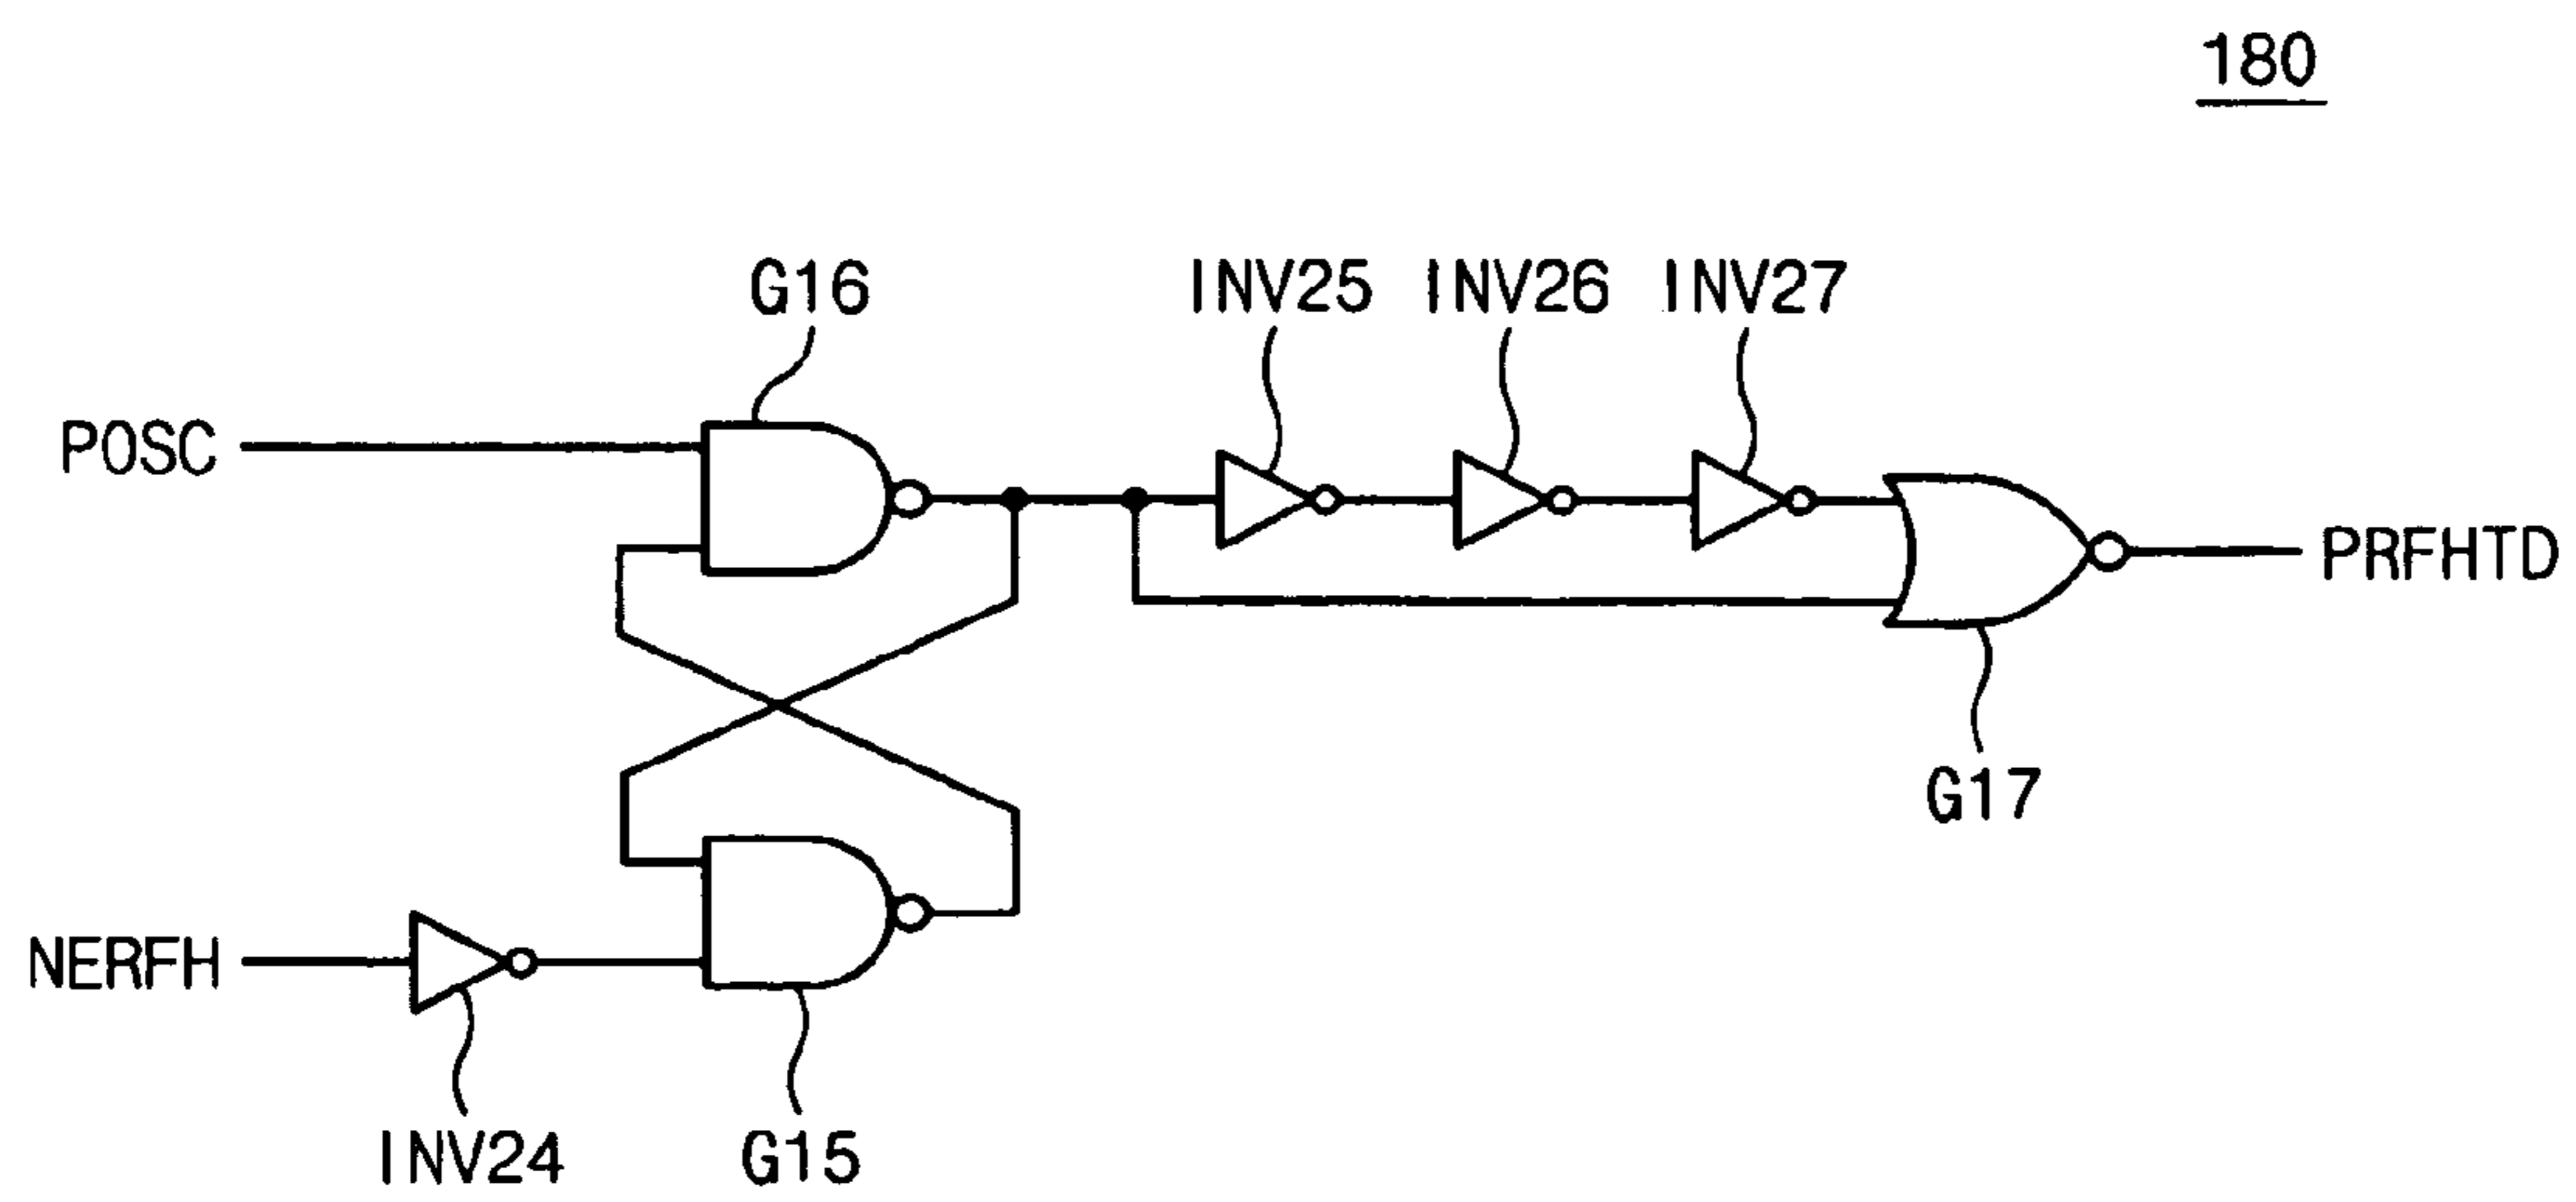 180
G16
INV25 INV26 INV27
POSC
PRFHTD
G17
NERFH
INV24
G15